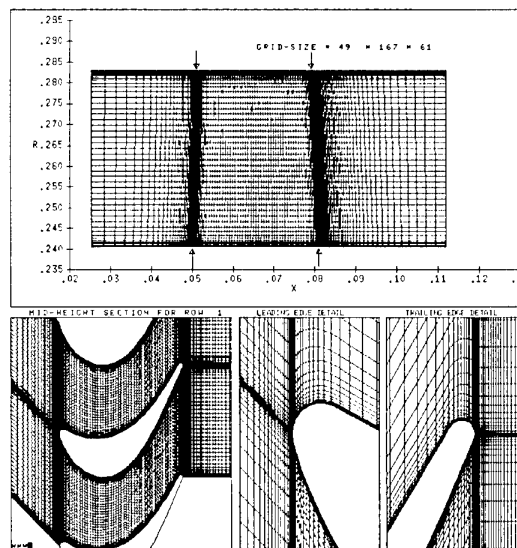 .295
GRID-SIZE = 49 * 167 * 61
.290
.285
.280
.275
.270
R.265
.260
.255
.250
.245
.240
.235
.02 .03 .04 .05 .06 .07 .08 .09 .10 .11 .12
X
MID-HEIGHT SECTION FOR ROW 1
LEADING EDGE DETAIL
TRAILING EDGE DETAIL